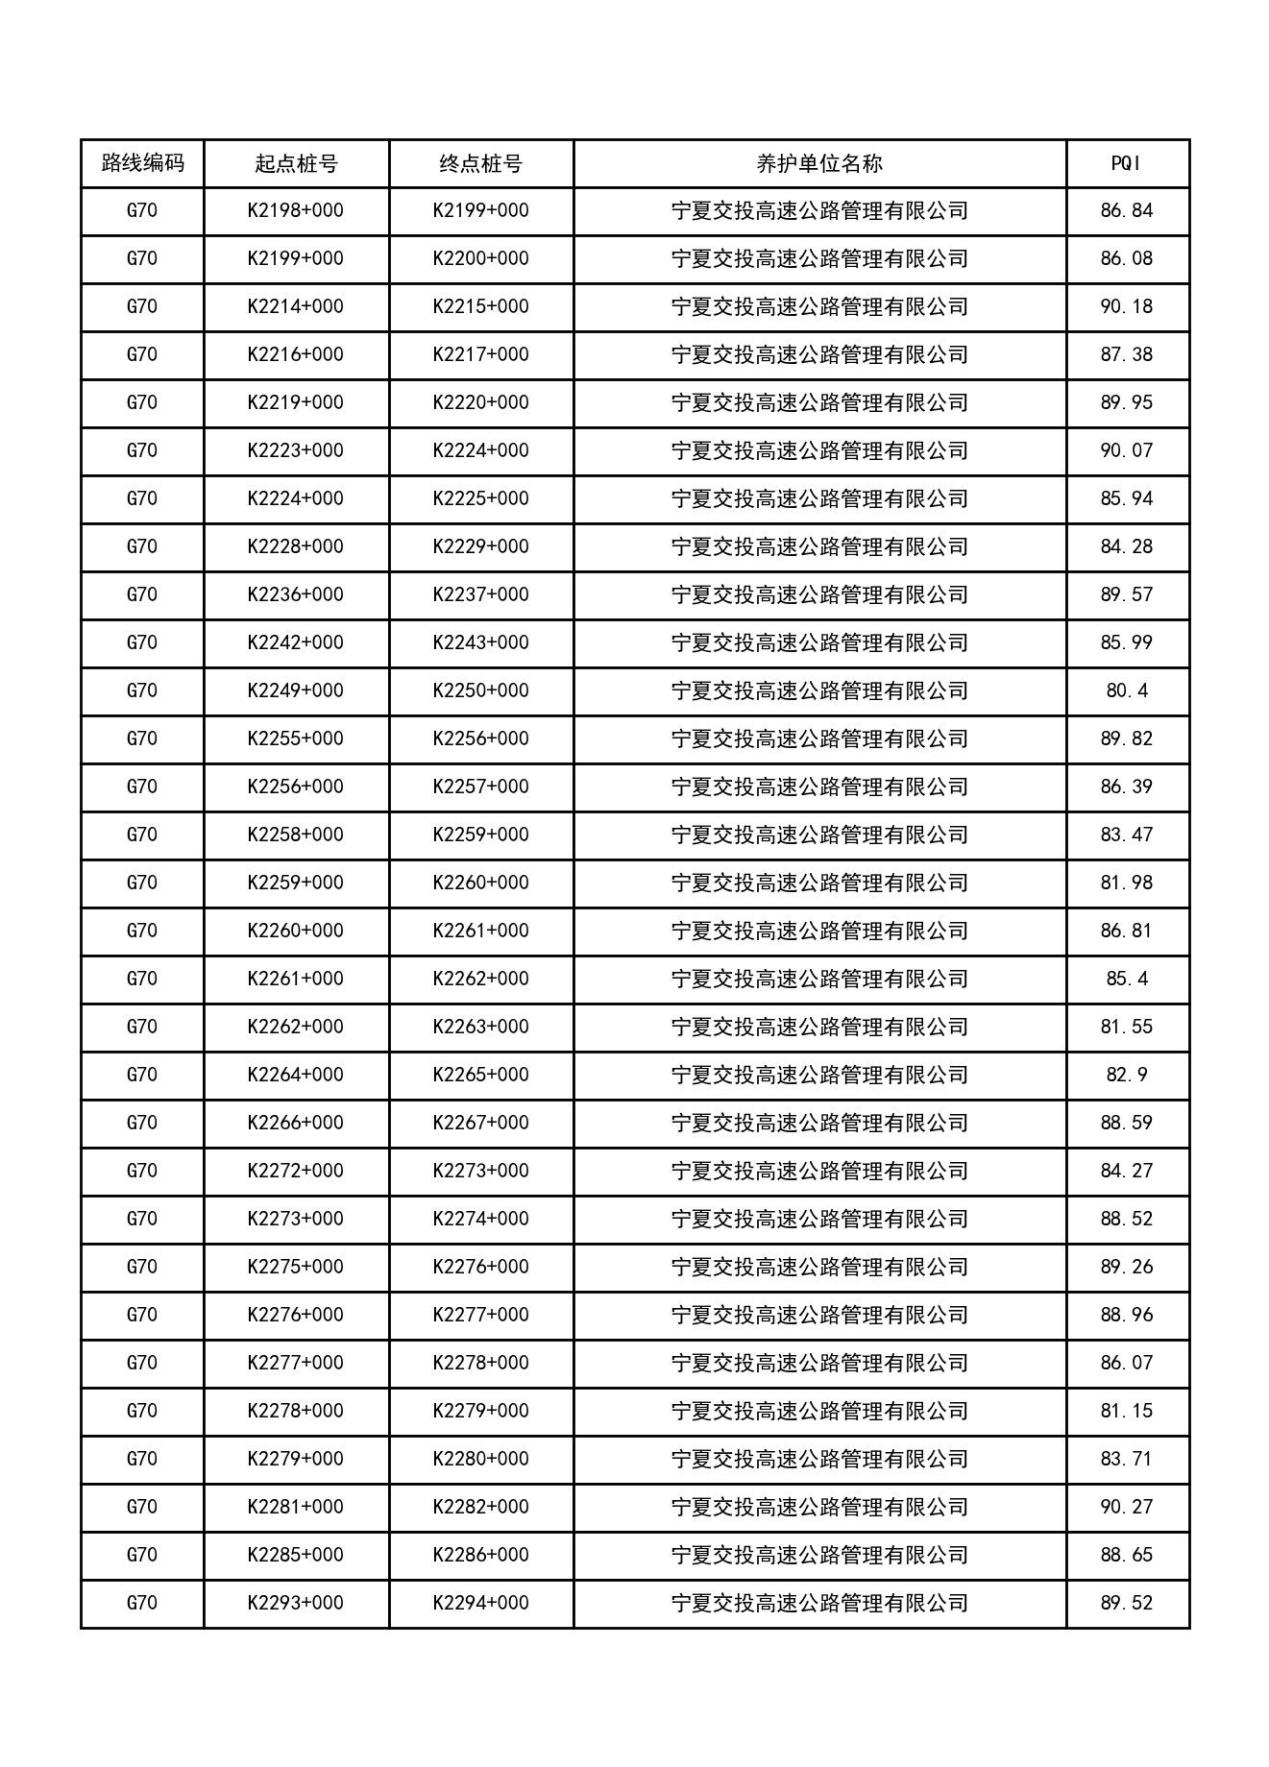 路线编码 起点桩号 终点桩号 养护单位名称 PQI
G70 K2198+000 K2199+000 宁夏交投高速公路管理有限公司 86.84
G70 K2199+000 K2200+000 宁夏交投高速公路管理有限公司 86.08
G70 K2214+000 K2215+000 宁夏交投高速公路管理有限公司 90.18
G70 K2216+000 K2217+000 宁夏交投高速公路管理有限公司 87.38
G70 K2219+000 K2220+000 宁夏交投高速公路管理有限公司 89.95
G70 K2223+000 K2224+000 宁夏交投高速公路管理有限公司 90.07
G70 K2224+000 K2225+000 宁夏交投高速公路管理有限公司 85.94
G70 K2228+000 K2229+000 宁夏交投高速公路管理有限公司 84.28
G70 K2236+000 K2237+000 宁夏交投高速公路管理有限公司 89.57
G70 K2242+000 K2243+000 宁夏交投高速公路管理有限公司 85.99
G70 K2249+000 K2250+000 宁夏交投高速公路管理有限公司 80.4
G70 K2255+000 K2256+000 宁夏交投高速公路管理有限公司 89.82
G70 K2256+000 K2257+000 宁夏交投高速公路管理有限公司 86.39
G70 K2258+000 K2259+000 宁夏交投高速公路管理有限公司 83.47
G70 K2259+000 K2260+000 宁夏交投高速公路管理有限公司 81.98
G70 K2260+000 K2261+000 宁夏交投高速公路管理有限公司 86.81
G70 K2261+000 K2262+000 宁夏交投高速公路管理有限公司 85.4
G70 K2262+000 K2263+000 宁夏交投高速公路管理有限公司 81.55
G70 K2264+000 K2265+000 宁夏交投高速公路管理有限公司 82.9
G70 K2266+000 K2267+000 宁夏交投高速公路管理有限公司 88.59
G70 K2272+000 K2273+000 宁夏交投高速公路管理有限公司 84.27
G70 K2273+000 K2274+000 宁夏交投高速公路管理有限公司 88.52
G70 K2275+000 K2276+000 宁夏交投高速公路管理有限公司 89.26
G70 K2276+000 K2277+000 宁夏交投高速公路管理有限公司 88.96
G70 K2277+000 K2278+000 宁夏交投高速公路管理有限公司 86.07
G70 K2278+000 K2279+000 宁夏交投高速公路管理有限公司 81.15
G70 K2279+000 K2280+000 宁夏交投高速公路管理有限公司 83.71
G70 K2281+000 K2282+000 宁夏交投高速公路管理有限公司 90.27
G70 K2285+000 K2286+000 宁夏交投高速公路管理有限公司 88.65
G70 K2293+000 K2294+000 宁夏交投高速公路管理有限公司 89.52